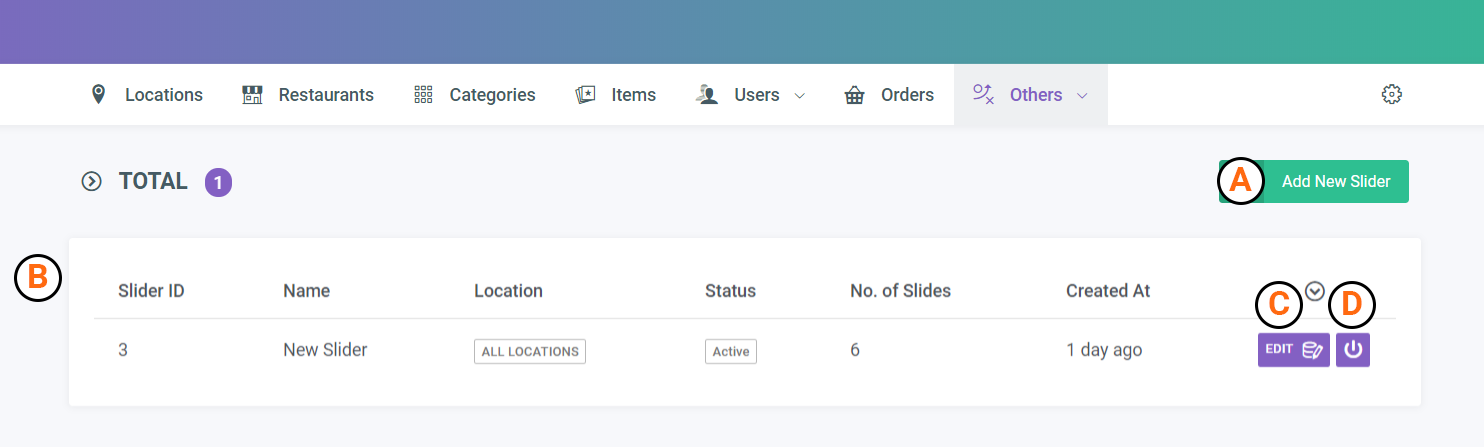 Locations Restaurants Categories Items Users Orders Others
TOTAL 1
A Add New Slider
B
Slider ID Name Location Status No. of Slides Created At
C D
3 New Slider ALL LOCATIONS Active 6 1 day ago EDIT